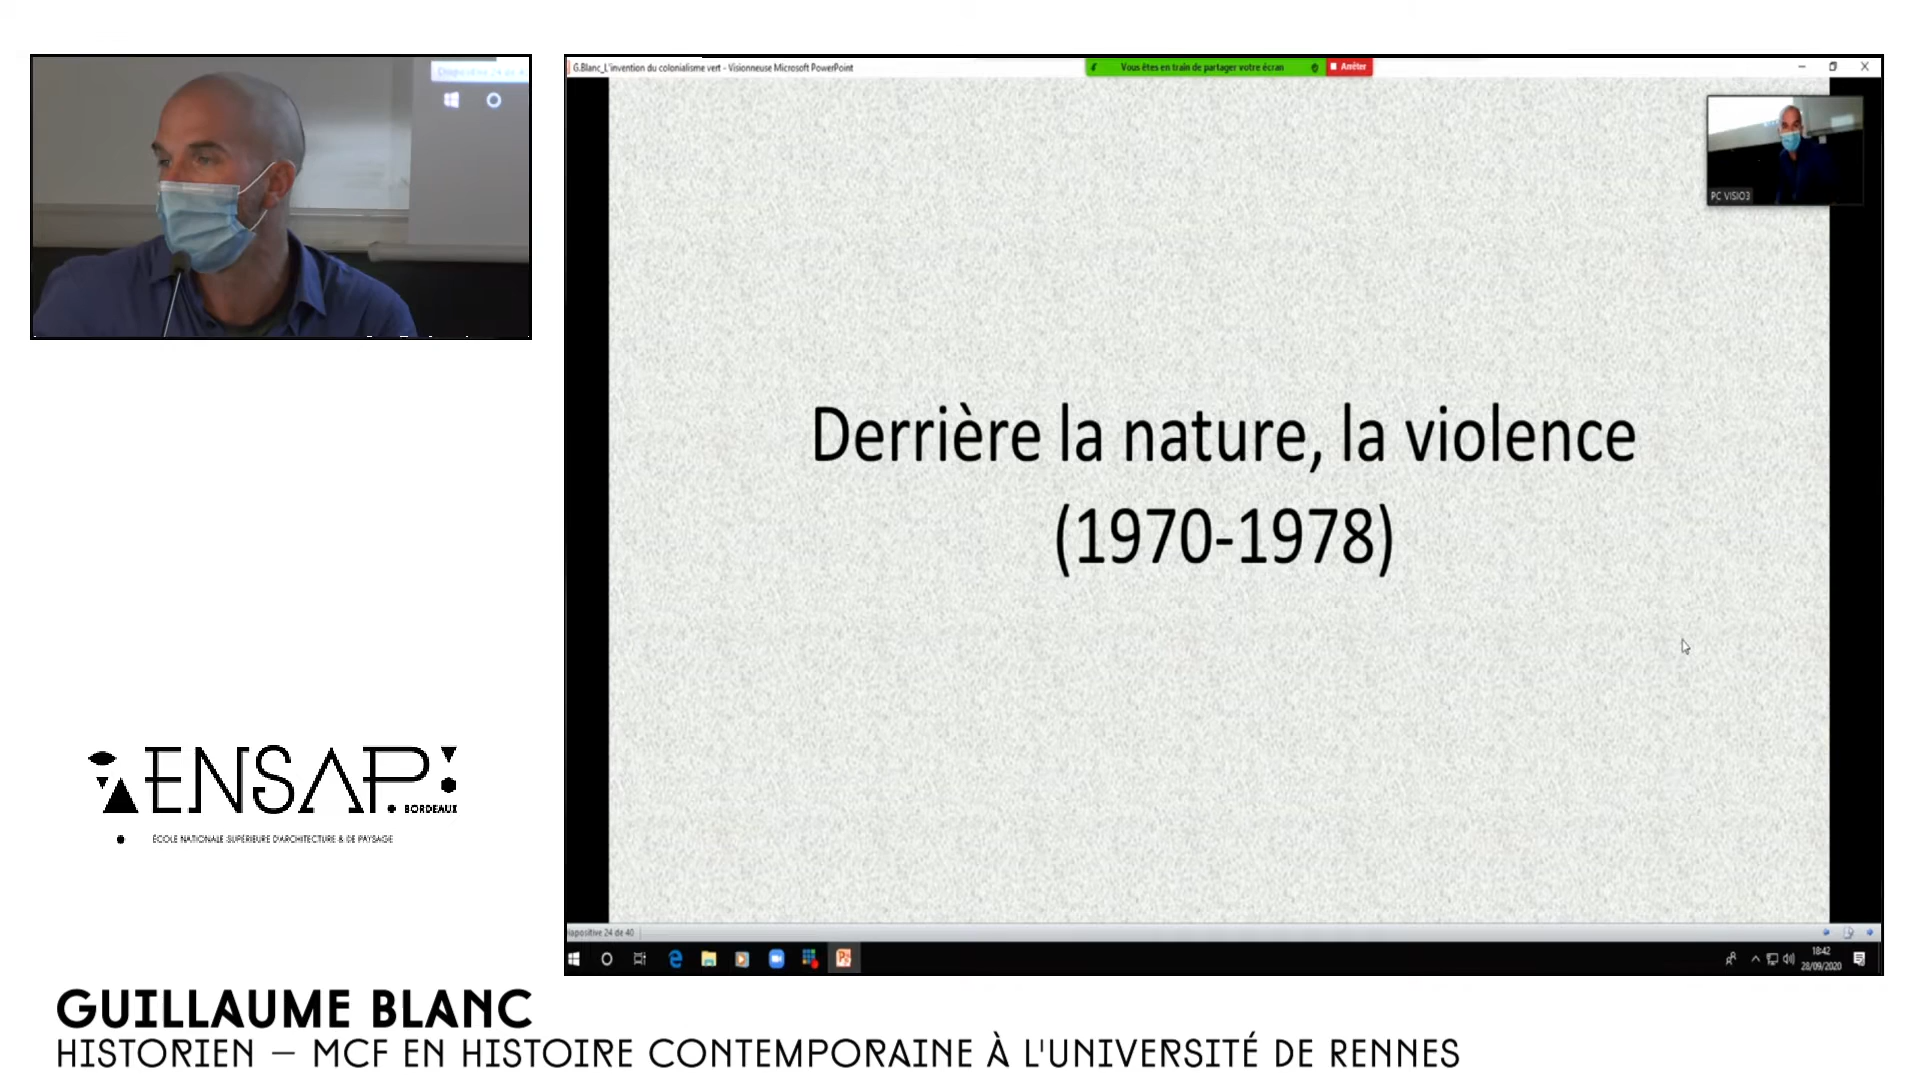 G.Blanc_L'invention du colonialisme vert - Visionneuse Microsoft PowerPoint
Vous êtes en train de partager votre écran
Arrêter
PC VISIO3
Derrière la nature, la violence
(1970-1978)
iapositive 24 de 40
18:42
28/09/2020
ENSAP
BORDEAUX
ÉCOLE NATIONALE SUPÉRIEURE D'ARCHITECTURE & DE PAYSAGE
GUILLAUME BLANC
HISTORIEN – MCF EN HISTOIRE CONTEMPORAINE À L'UNIVERSITÉ DE RENNES